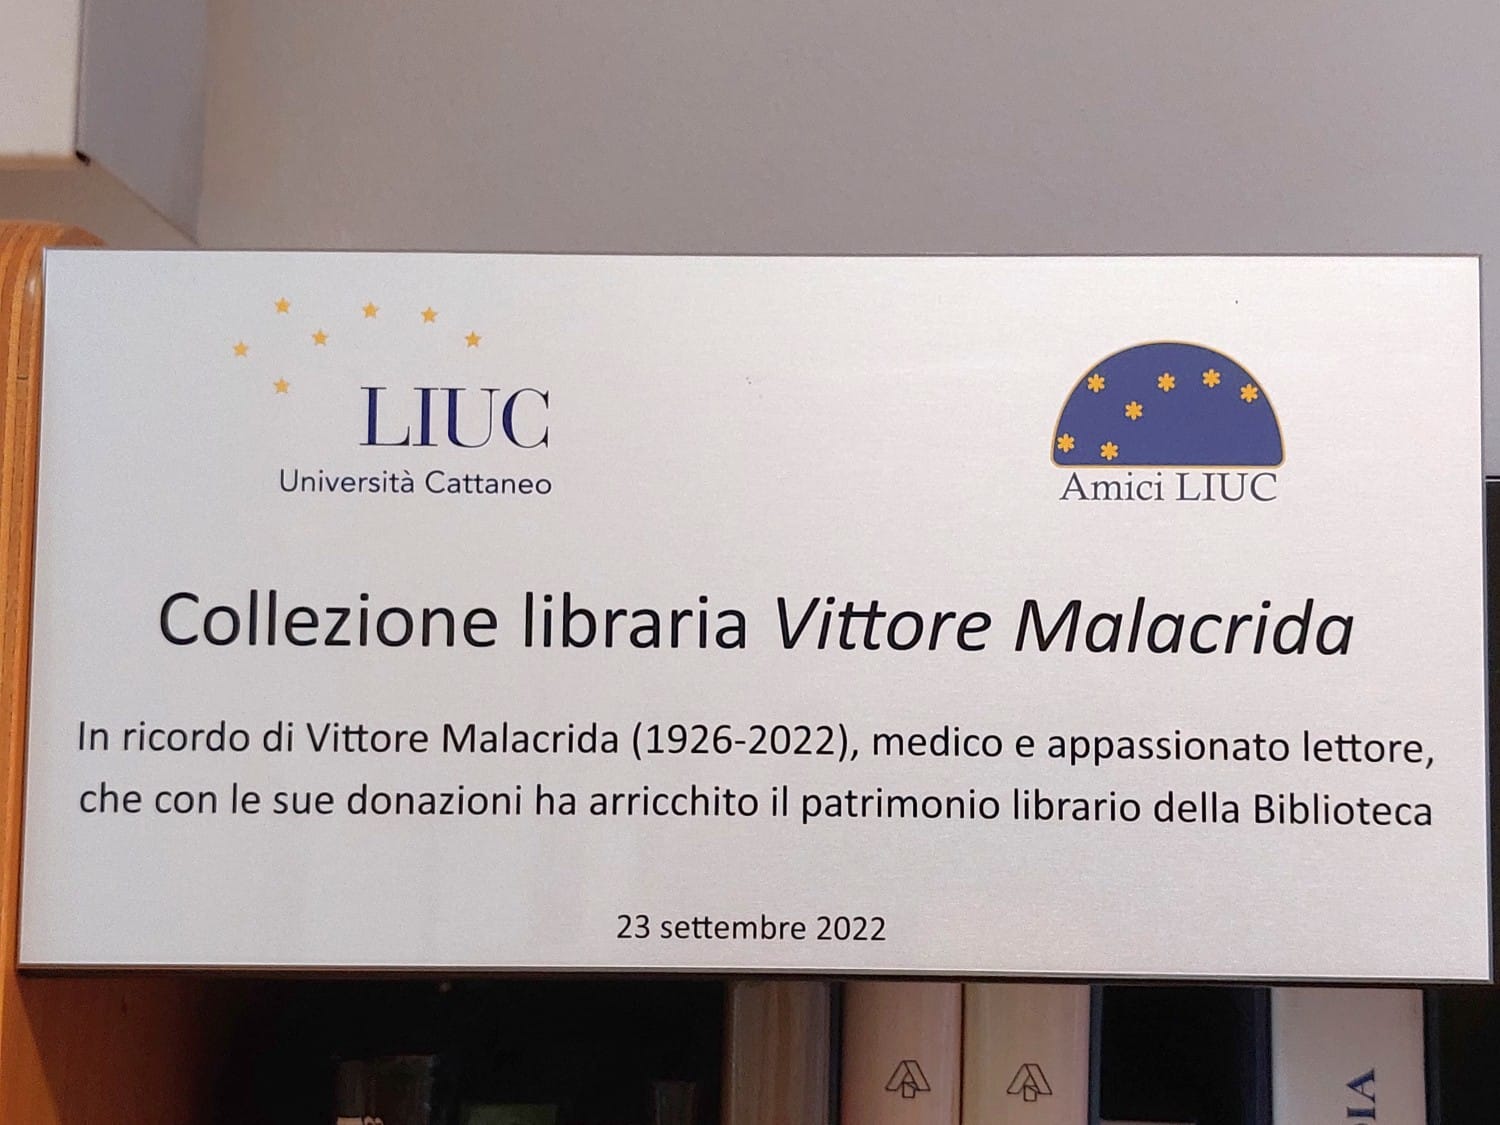 LIUC
Università Cattaneo
Amici LIUC
Collezione libraria Vittore Malacrida
In ricordo di Vittore Malacrida (1926-2022), medico e appassionato lettore,
che con le sue donazioni ha arricchito il patrimonio librario della Biblioteca
23 settembre 2022